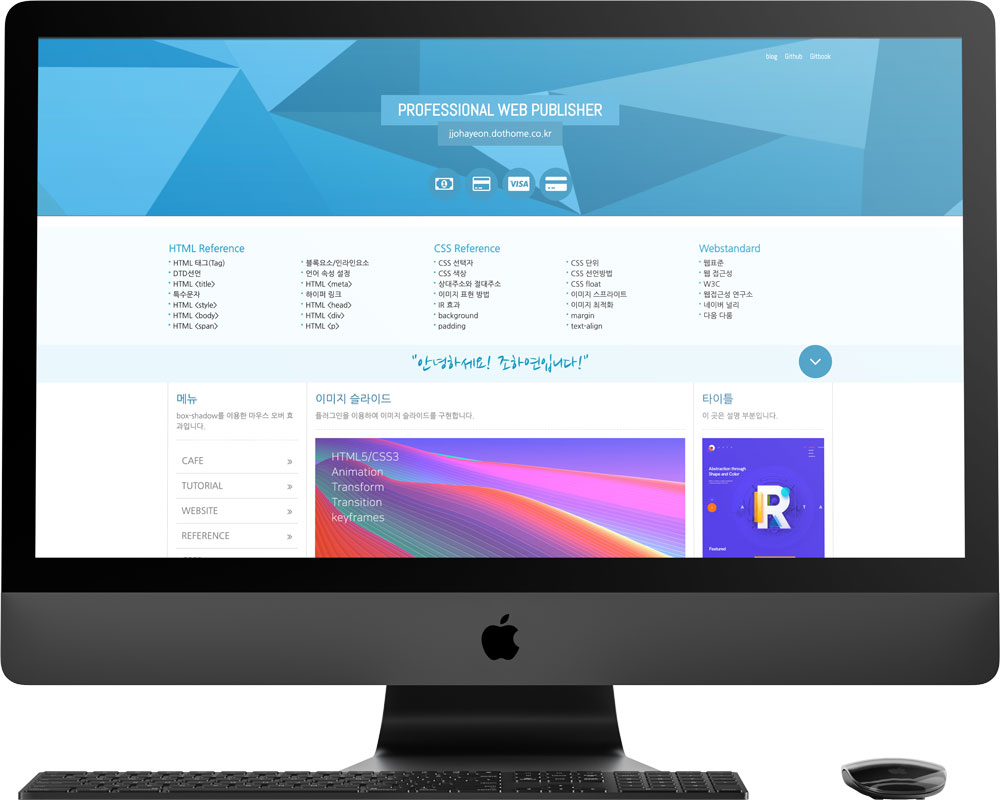 blog Github Gitbook
PROFESSIONAL WEB PUBLISHER
jjohayeon.dothome.co.kr
VISA
HTML Reference
HTML 태그(Tag)
DTD선언
HTML <title>
특수문자
HTML <style>
HTML <body>
HTML <span>
블록요소/인라인요소
언어 속성 설정
HTML <meta>
하이퍼 링크
HTML <head>
HTML <div>
HTML <p>
CSS Reference
CSS 선택자
CSS 색상
상대주소와 절대주소
이미지 표현 방법
IR 효과
background
padding
CSS 단위
CSS 선언방법
CSS float
이미지 스프라이트
이미지 최적화
margin
text-align
Webstandard
웹표준
웹 접근성
W3C
웹접근성 연구소
네이버 널리
다음 다룸
"안녕하세요! 조하연입니다!"
메뉴
box-shadow를 이용한 마우스 오버 효
과입니다.
CAFE »
TUTORIAL »
WEBSITE »
REFERENCE »
이미지 슬라이드
플러그인을 이용하여 이미지 슬라이드를 구현합니다.
HTML5/CSS3
Animation
Transform
Transition
keyframes
타이틀
이 곳은 설명 부분입니다.
Abstraction through
Shape and Color
R
Featured